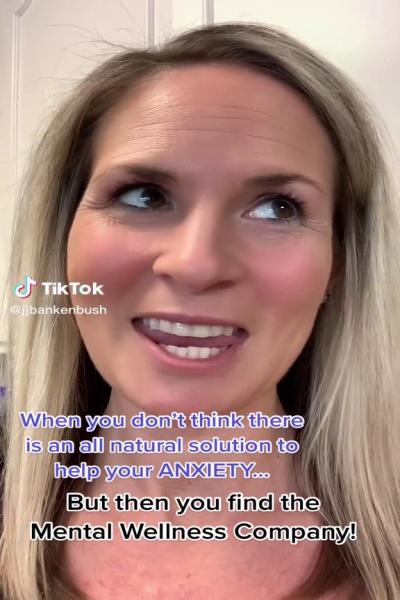 TikTok
@jjbankenbush
When you don't think there
is an all natural solution to
help your ANXIETY...
But then you find the
Mental Wellness Company!